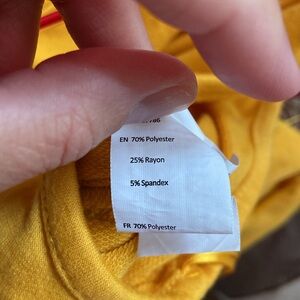 EN 70% Polyester
25% Rayon
5% Spandex
FR 70% Polyester